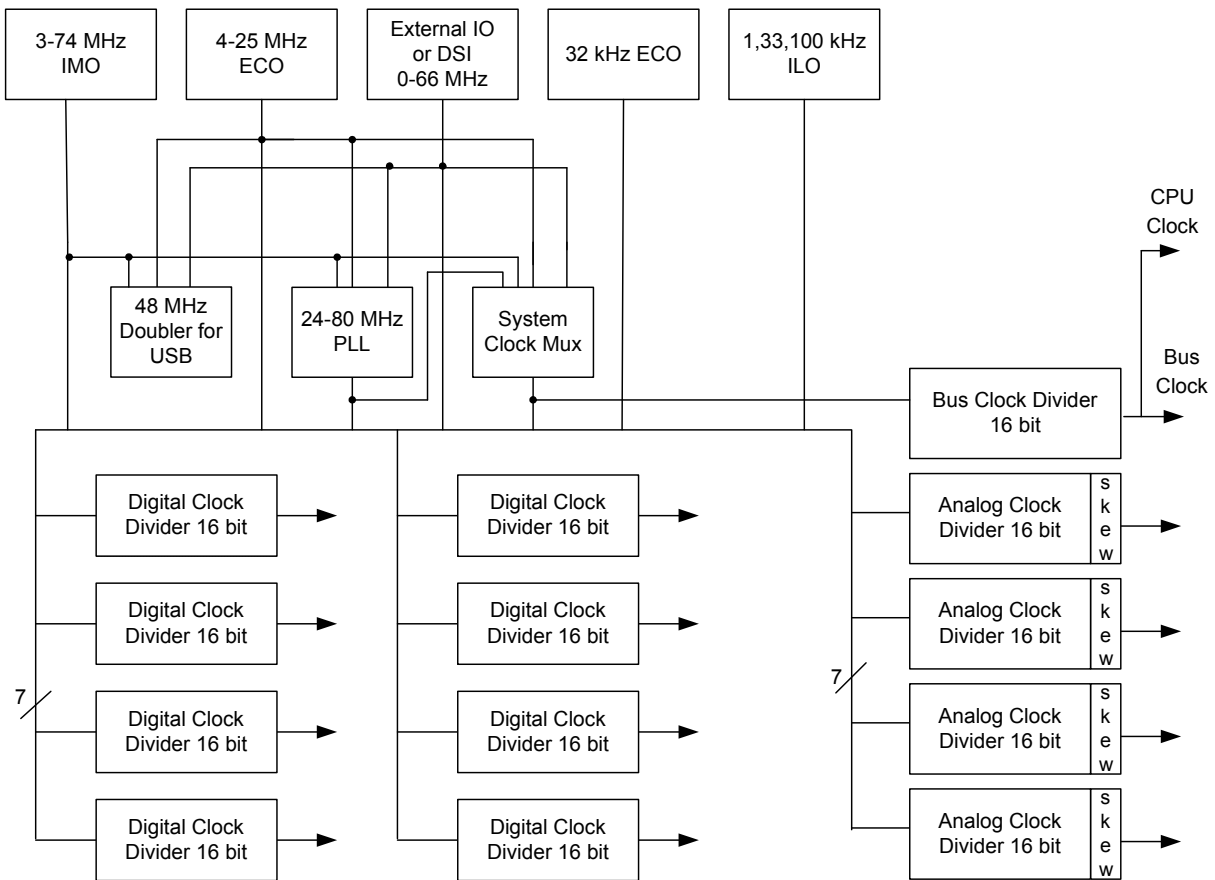 3-74 MHz
IMO
4-25 MHz
ECO
External IO
or DSI
0-66 MHz
32 kHz ECO
1,33,100 kHz
ILO
CPU
Clock
48 MHz
Doubler for
USB
24-80 MHz
PLL
System
Clock Mux
Bus
Clock
Bus Clock Divider
16 bit
Digital Clock
Divider 16 bit
Digital Clock
Divider 16 bit
Analog Clock
Divider 16 bit
s
k
e
w
Digital Clock
Divider 16 bit
Digital Clock
Divider 16 bit
Analog Clock
Divider 16 bit
s
k
e
w
7
7
Digital Clock
Divider 16 bit
Digital Clock
Divider 16 bit
Analog Clock
Divider 16 bit
s
k
e
w
Digital Clock
Divider 16 bit
Digital Clock
Divider 16 bit
Analog Clock
Divider 16 bit
s
k
e
w